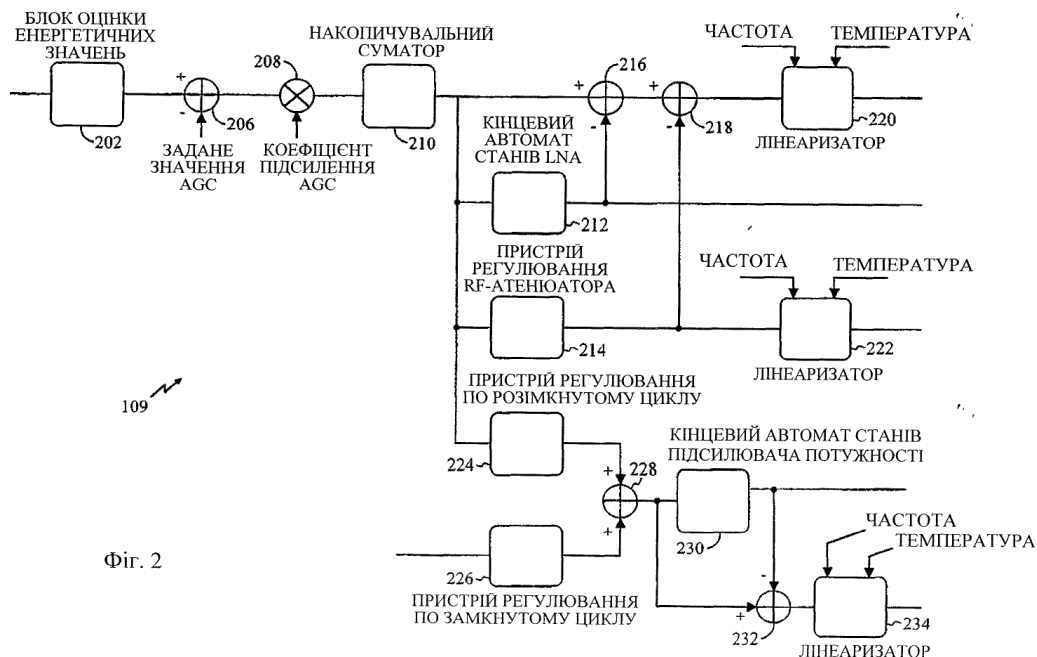 БЛОК ОЦІНКИ
ЕНЕРГЕТИЧНИХ
ЗНАЧЕНЬ
202
+
-
206
ЗАДАНЕ
ЗНАЧЕННЯ
AGC
208
КОЕФІЦІЄНТ
ПІДСИЛЕННЯ
AGC
НАКОПИЧУВАЛЬНИЙ
СУМАТОР
210
+
216
-
+
218
-
ЧАСТОТА
ТЕМПЕРАТУРА
220
ЛІНЕАРИЗАТОР
КІНЦЕВИЙ
АВТОМАТ
СТАНІВ LNA
212
ПРИСТРІЙ
РЕГУЛЮВАННЯ
RF-АТЕНЮАТОРА
214
ЧАСТОТА
ТЕМПЕРАТУРА
222
ЛІНЕАРИЗАТОР
109
ПРИСТРІЙ РЕГУЛЮВАННЯ
ПО РОЗІМКНУТОМУ ЦИКЛУ
224
+
228
+
КІНЦЕВИЙ АВТОМАТ СТАНІВ
ПІДСИЛЮВАЧА ПОТУЖНОСТІ
230
226
ПРИСТРІЙ РЕГУЛЮВАННЯ
ПО ЗАМКНУТОМУ ЦИКЛУ
-
+
232
ЧАСТОТА
ТЕМПЕРАТУРА
234
ЛІНЕАРИЗАТОР
Фіг. 2